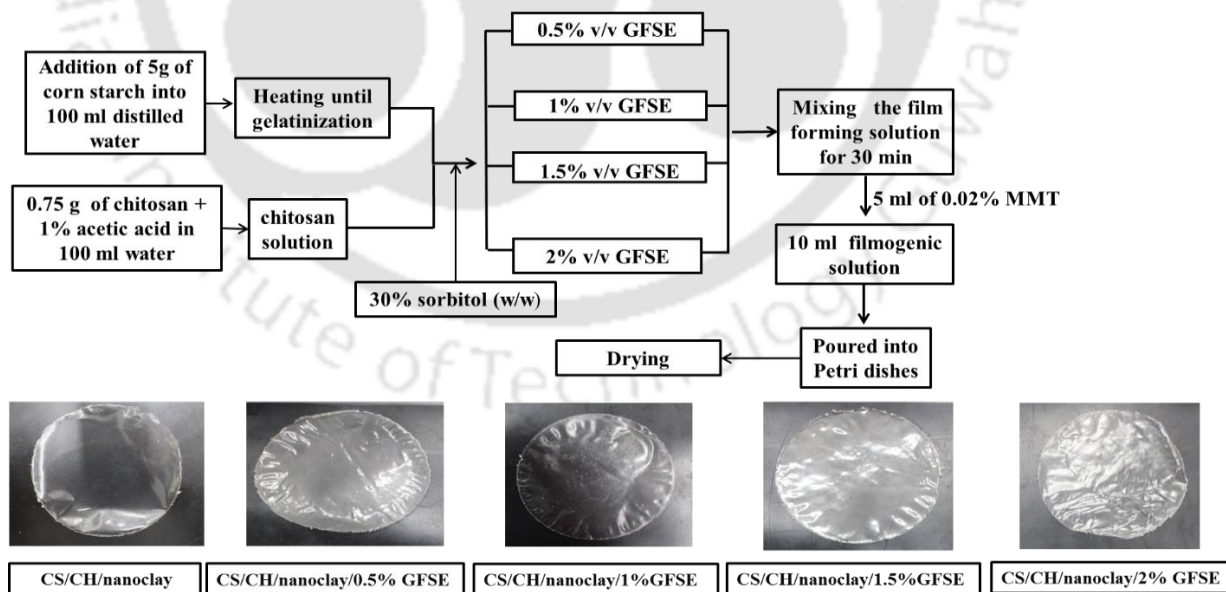 Addition of 5g of
corn starch into
100 ml distilled
water
Heating until
gelatinization
0.75 g of chitosan +
1% acetic acid in
100 ml water
chitosan
solution
30% sorbitol (w/w)
0.5% v/v GFSE
1% v/v GFSE
1.5% v/v GFSE
2% v/v GFSE
Mixing the film
forming solution
for 30 min
5 ml of 0.02% MMT
10 ml filmogenic
solution
Poured into
Petri dishes
Drying
CS/CH/nanoclay
CS/CH/nanoclay/0.5% GFSE
CS/CH/nanoclay/1%GFSE
CS/CH/nanoclay/1.5%GFSE
CS/CH/nanoclay/2% GFSE
itute of Technology Guwah